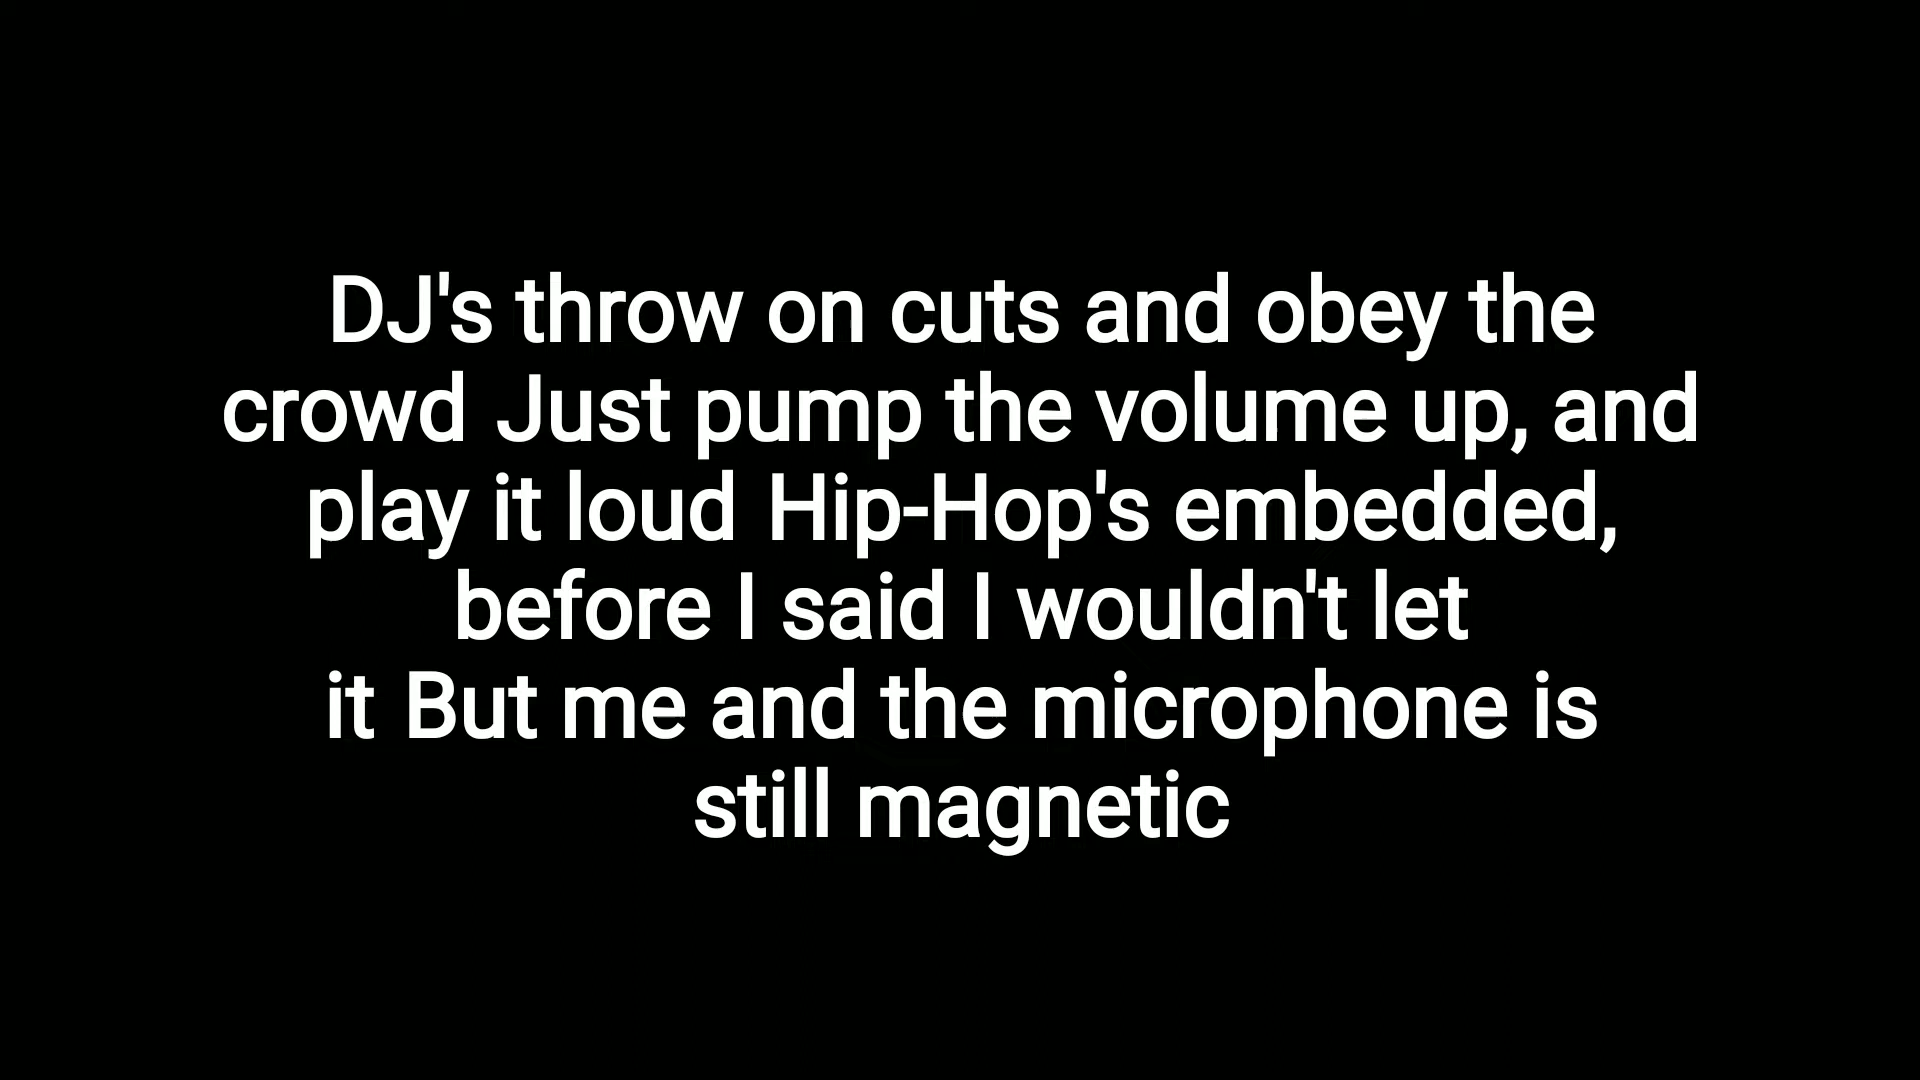 DJ's throw on cuts and obey the
crowd Just pump the volume up, and
play it loud Hip-Hop's embedded,
before I said I wouldn't let
it But me and the microphone is
still magnetic